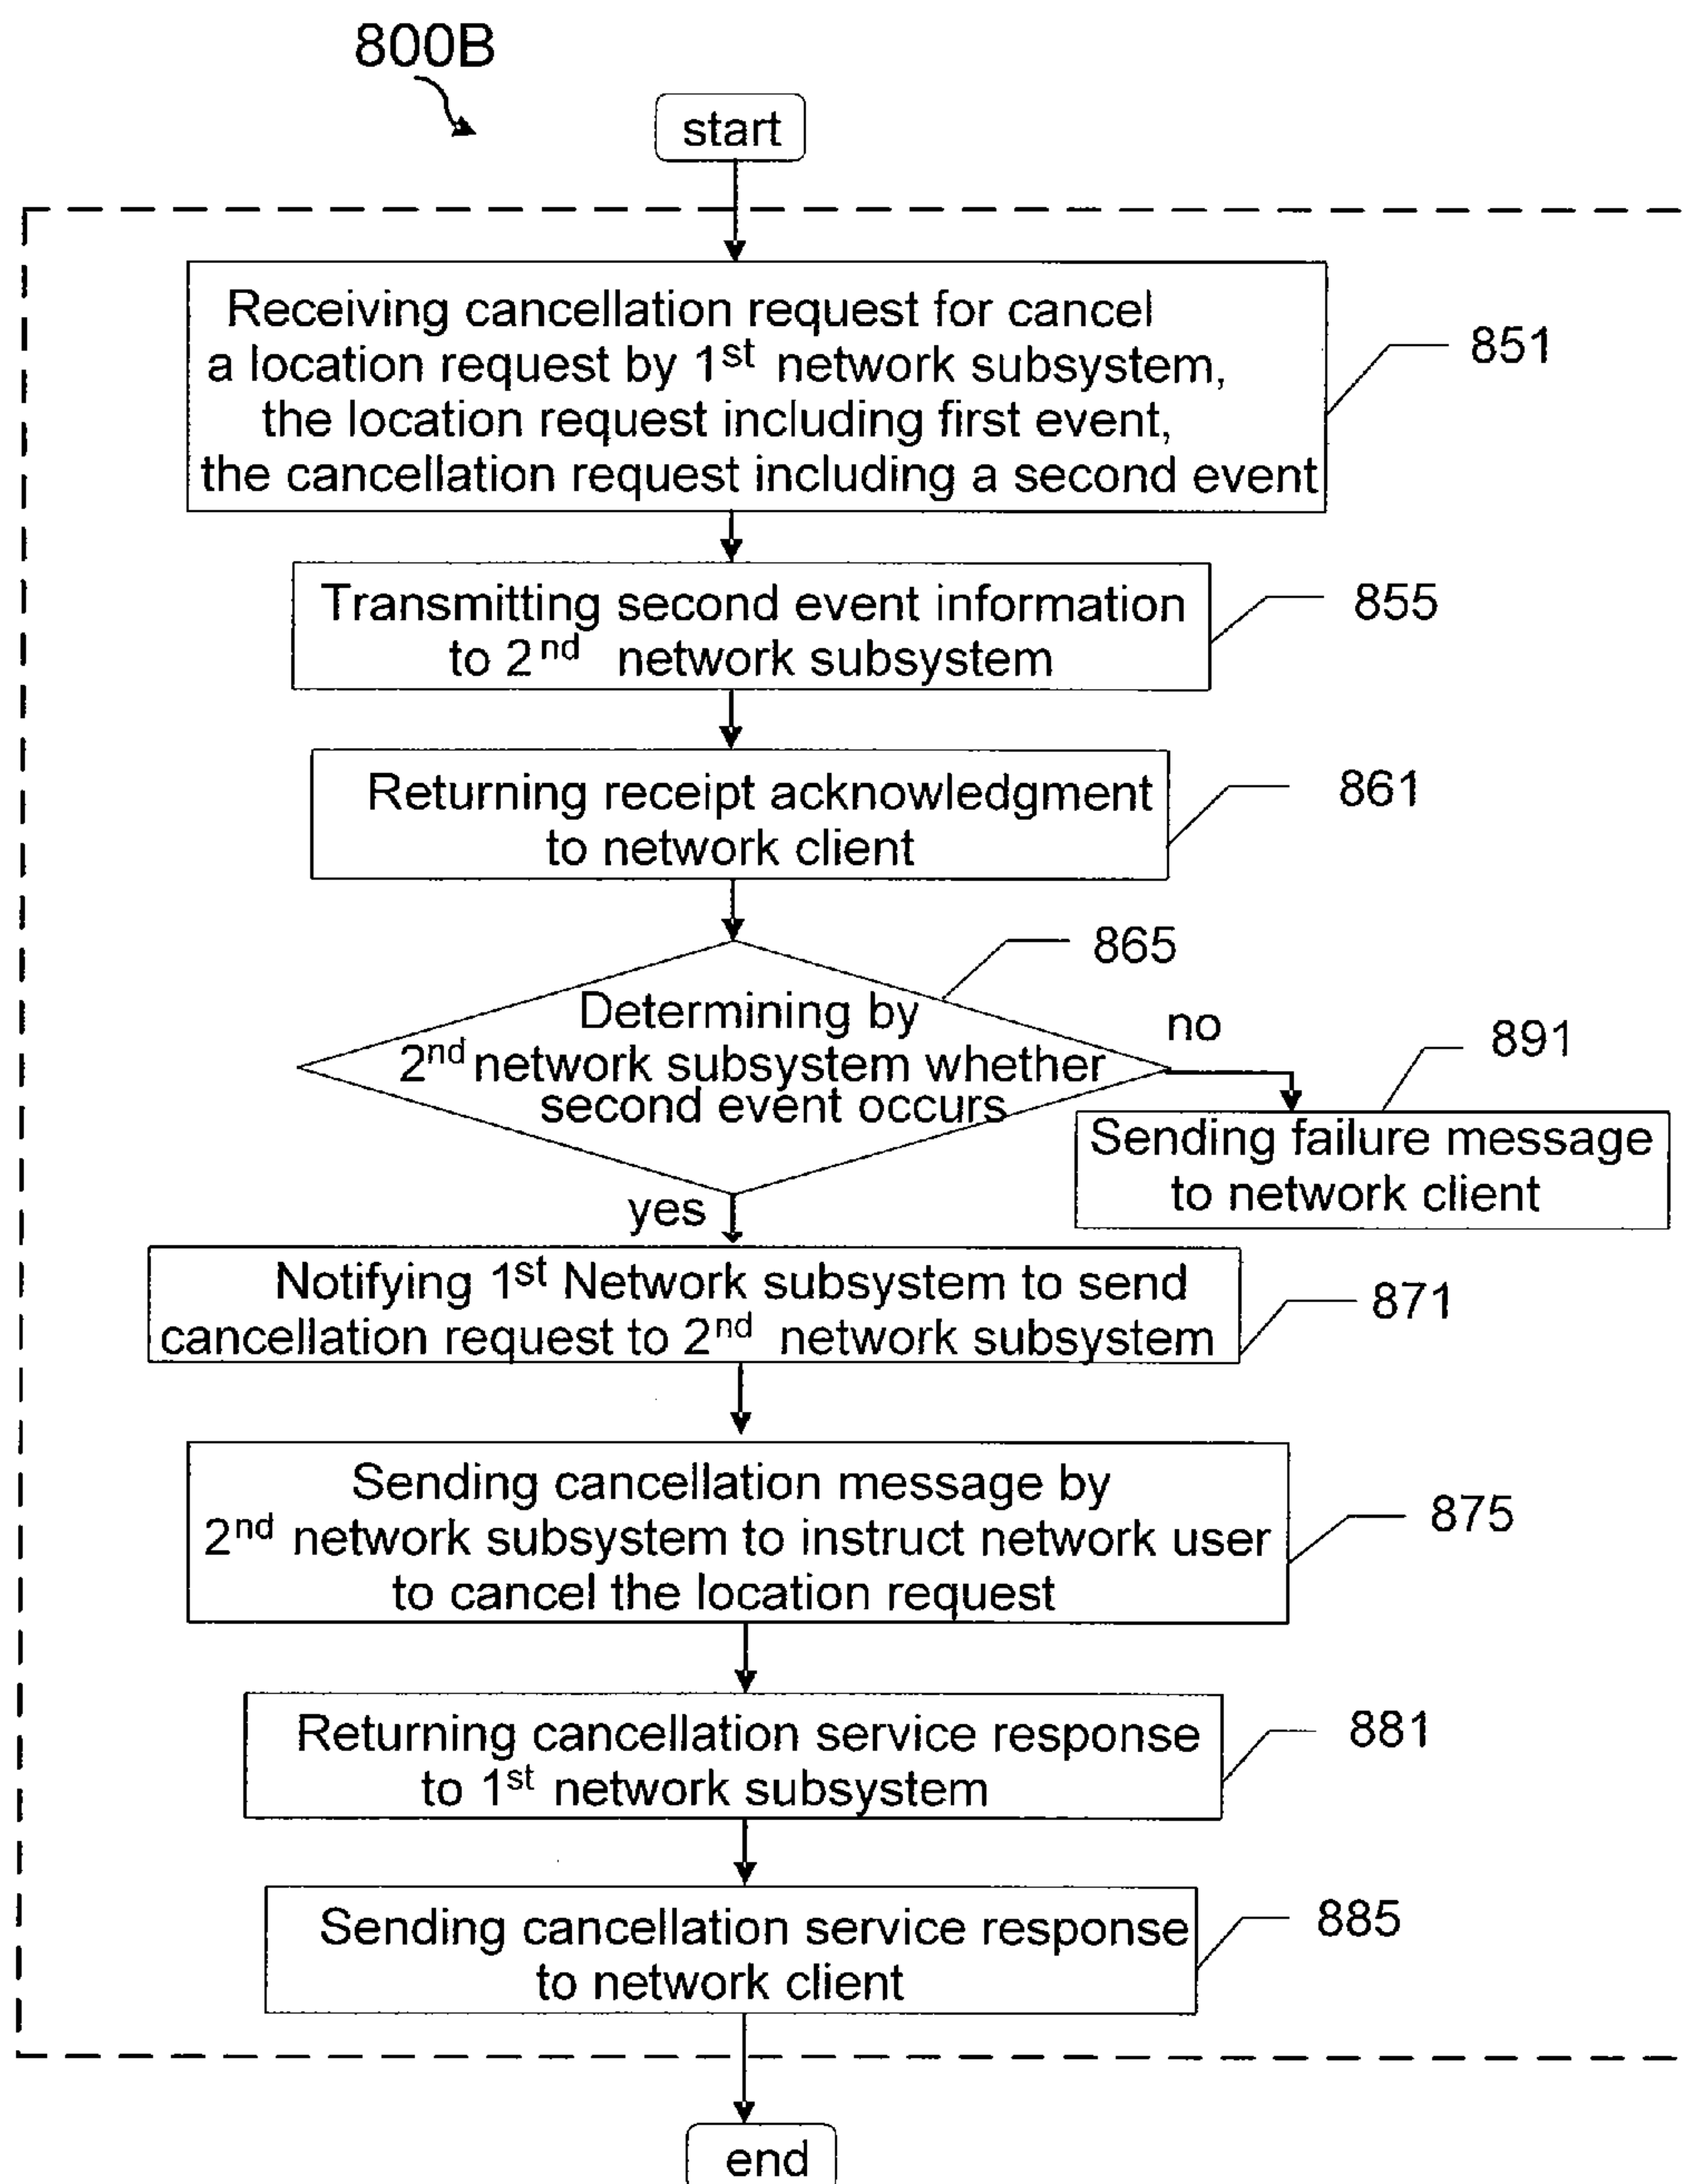 800B
start
Receiving cancellation request for cancel
a location request by 1st network subsystem,
the location request including first event,
the cancellation request including a second event
851
Transmitting second event information
to 2nd network subsystem
855
Returning receipt acknowledgment
to network client
861
865
Determining by
2nd network subsystem whether
second event occurs
no
891
Sending failure message
to network client
yes
Notifying 1st Network subsystem to send
cancellation request to 2nd network subsystem
871
Sending cancellation message by
2nd network subsystem to instruct network user
to cancel the location request
875
Returning cancellation service response
to 1st network subsystem
881
Sending cancellation service response
to network client
885
end